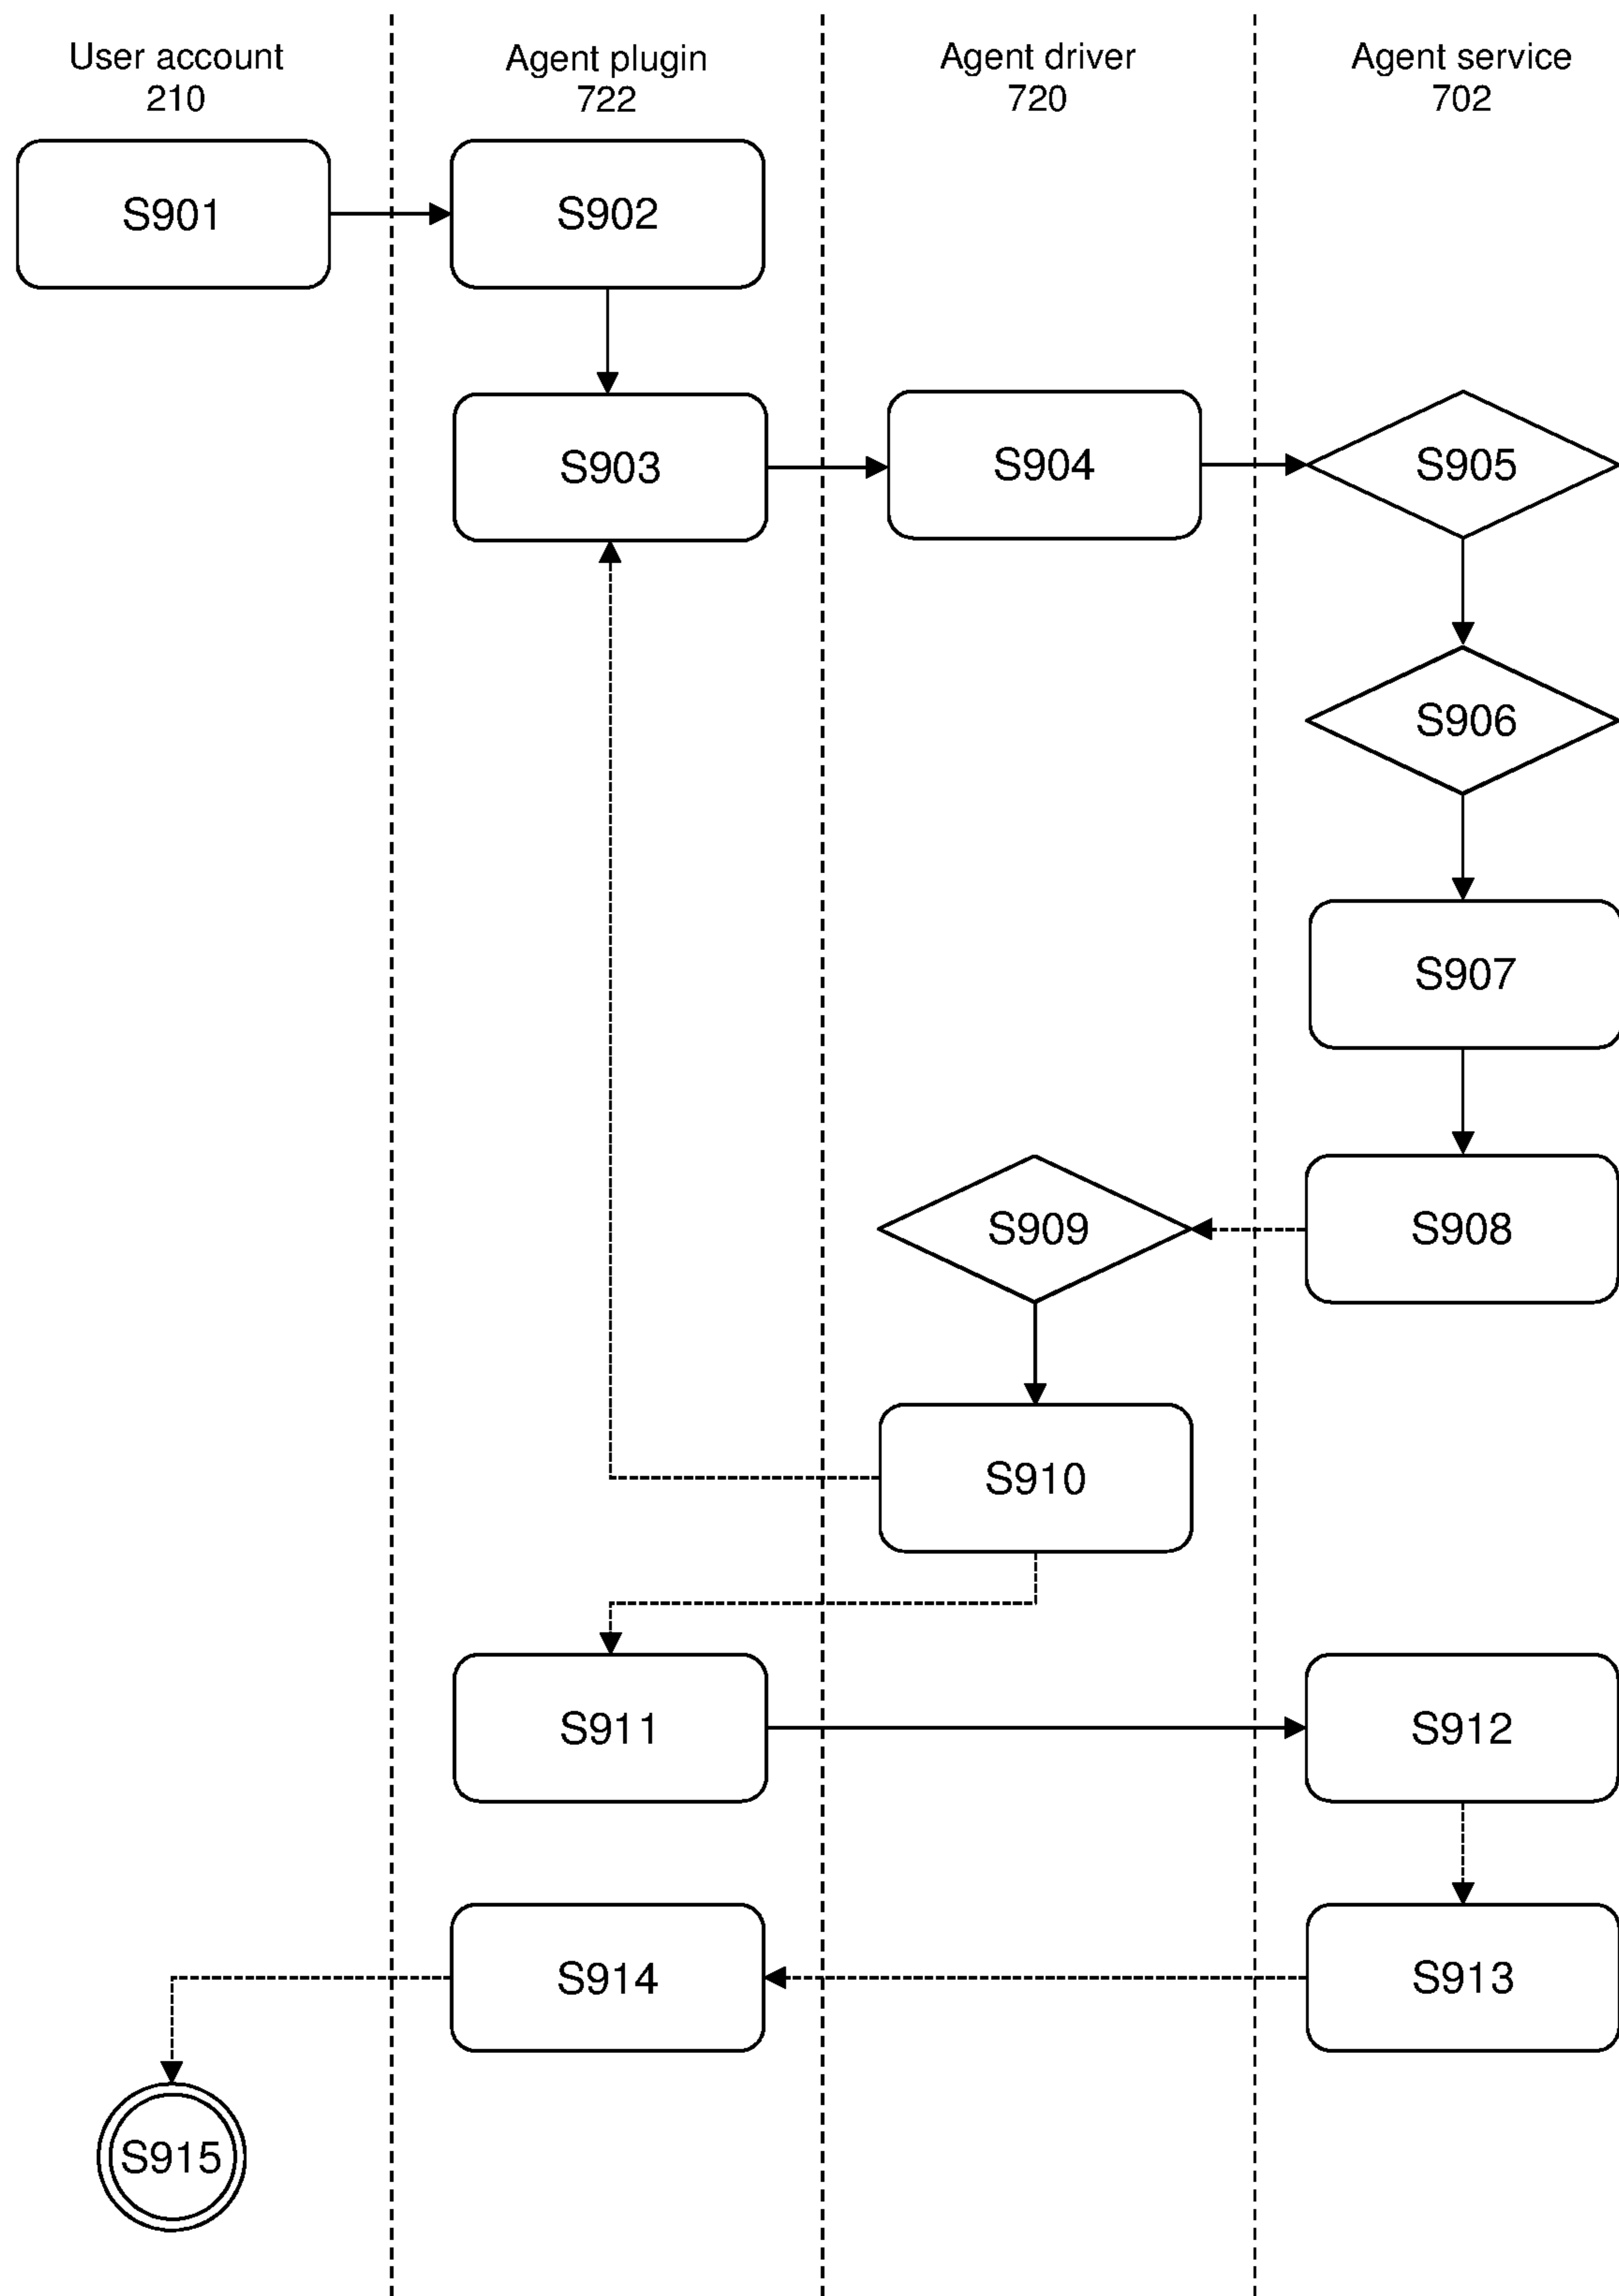 User account
210
Agent plugin
722
Agent driver
720
Agent service
702
S901
S902
S903
S904
S905
S906
S907
S909
S908
S910
S911
S912
S914
S913
S915